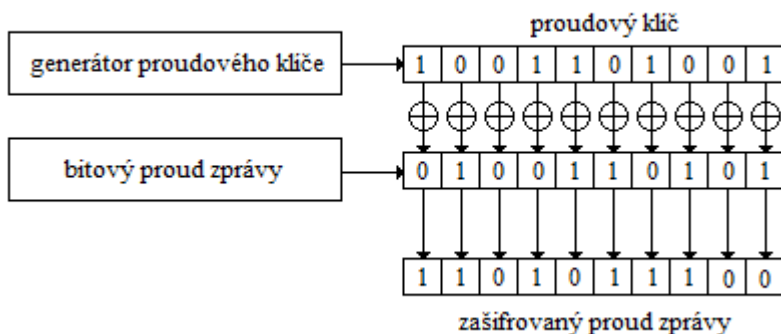 proudový klíč
generátor proudového klíče
1 0 0 1 1 0 1 0 0 1
bitový proud zprávy
0 1 0 0 1 1 0 1 0 1
1 1 0 1 0 1 1 1 0 0
zašifrovaný proud zprávy